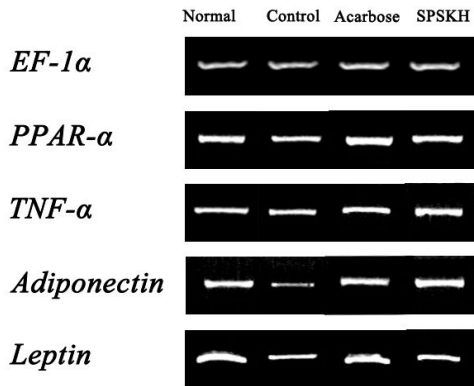 Normal Control Acarbose SPSKH
EF-1α
PPAR-α
TNF-α
Adiponectin
Leptin